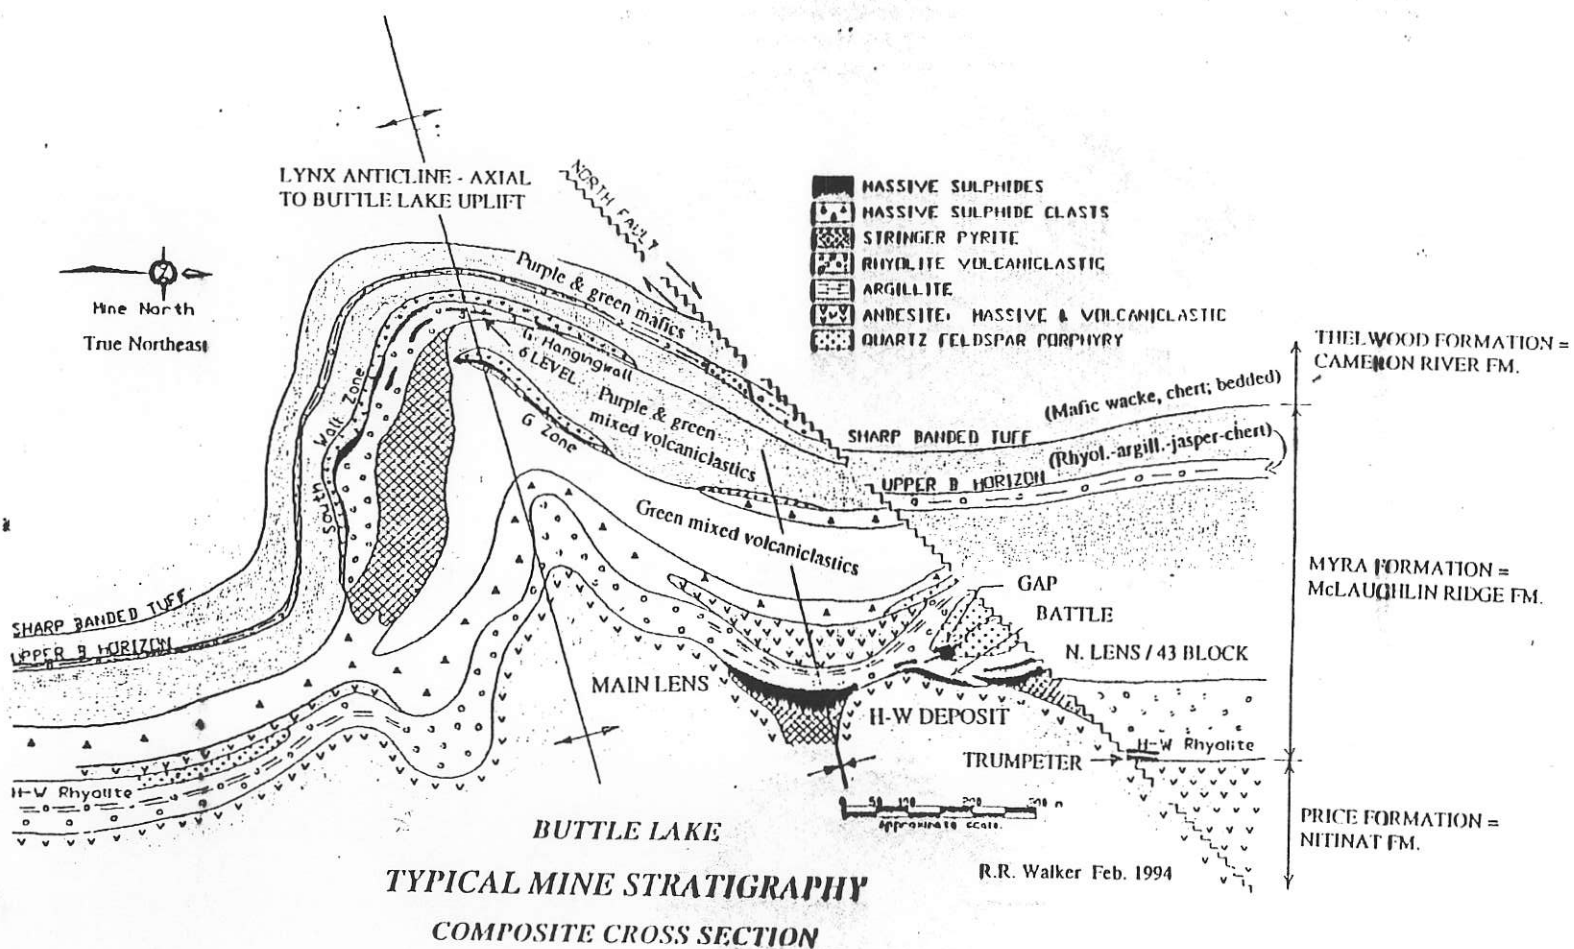 LYNX ANTICLINE - AXIAL
TO BUTTLE LAKE UPLIFT
NORTH FAULT
MASSIVE SULPHIDES
MASSIVE SULPHIDE CLASTS
STRINGER PYRITE
RHYOLITE VOLCANICLASTIC
ARGILLITE
ANDESITE: MASSIVE & VOLCANICLASTIC
QUARTZ FELDSPAR PORPHYRY
Z
Mine North
True Northeast
Purple & green mafics
G. Hangingwall
6 LEVEL
Purple & green
mixed volcaniclastics
G Zone
South Wall Zone
THELWOOD FORMATION =
CAMERON RIVER FM.
(Mafic wacke, chert; bedded)
SHARP BANDED TUFF
(Rhyol.-argill.-jasper-chert)
UPPER B HORIZON
Green mixed volcaniclastics
MYRA FORMATION =
McLAUGHLIN RIDGE FM.
GAP
BATTLE
N. LENS / 43 BLOCK
SHARP BANDED TUFF
UPPER B HORIZON
MAIN LENS
H-W DEPOSIT
H-W Rhyolite
TRUMPETER
H-W Rhyolite
0 50 100 200 300 m
Approximate scale.
PRICE FORMATION =
NITINAT FM.
BUTTLE LAKE
TYPICAL MINE STRATIGRAPHY
COMPOSITE CROSS SECTION
R.R. Walker Feb. 1994